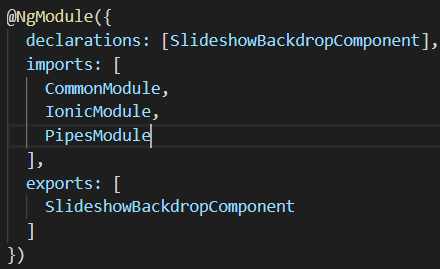 @NgModule({
  declarations: [SlideshowBackdropComponent],
  imports: [
    CommonModule,
    IonicModule,
    PipesModule
  ],
  exports: [
    SlideshowBackdropComponent
  ]
})